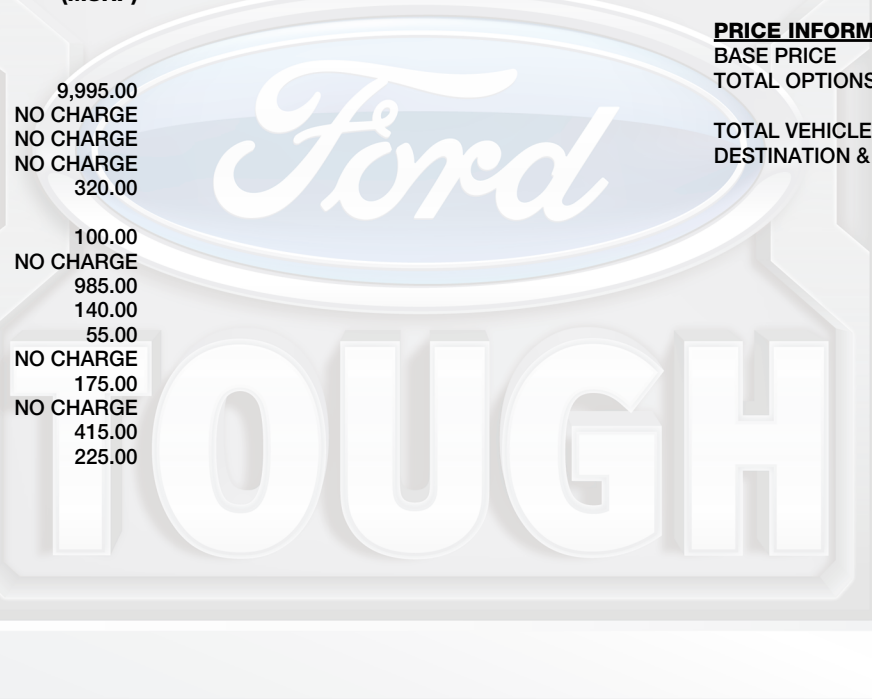 (MSRP)
9,995.00
NO CHARGE
NO CHARGE
NO CHARGE
320.00
100.00
NO CHARGE
985.00
140.00
55.00
NO CHARGE
175.00
NO CHARGE
415.00
225.00
PRICE INFORM
BASE PRICE
TOTAL OPTIONS
TOTAL VEHICLE
DESTINATION &
Ford
TOUGH